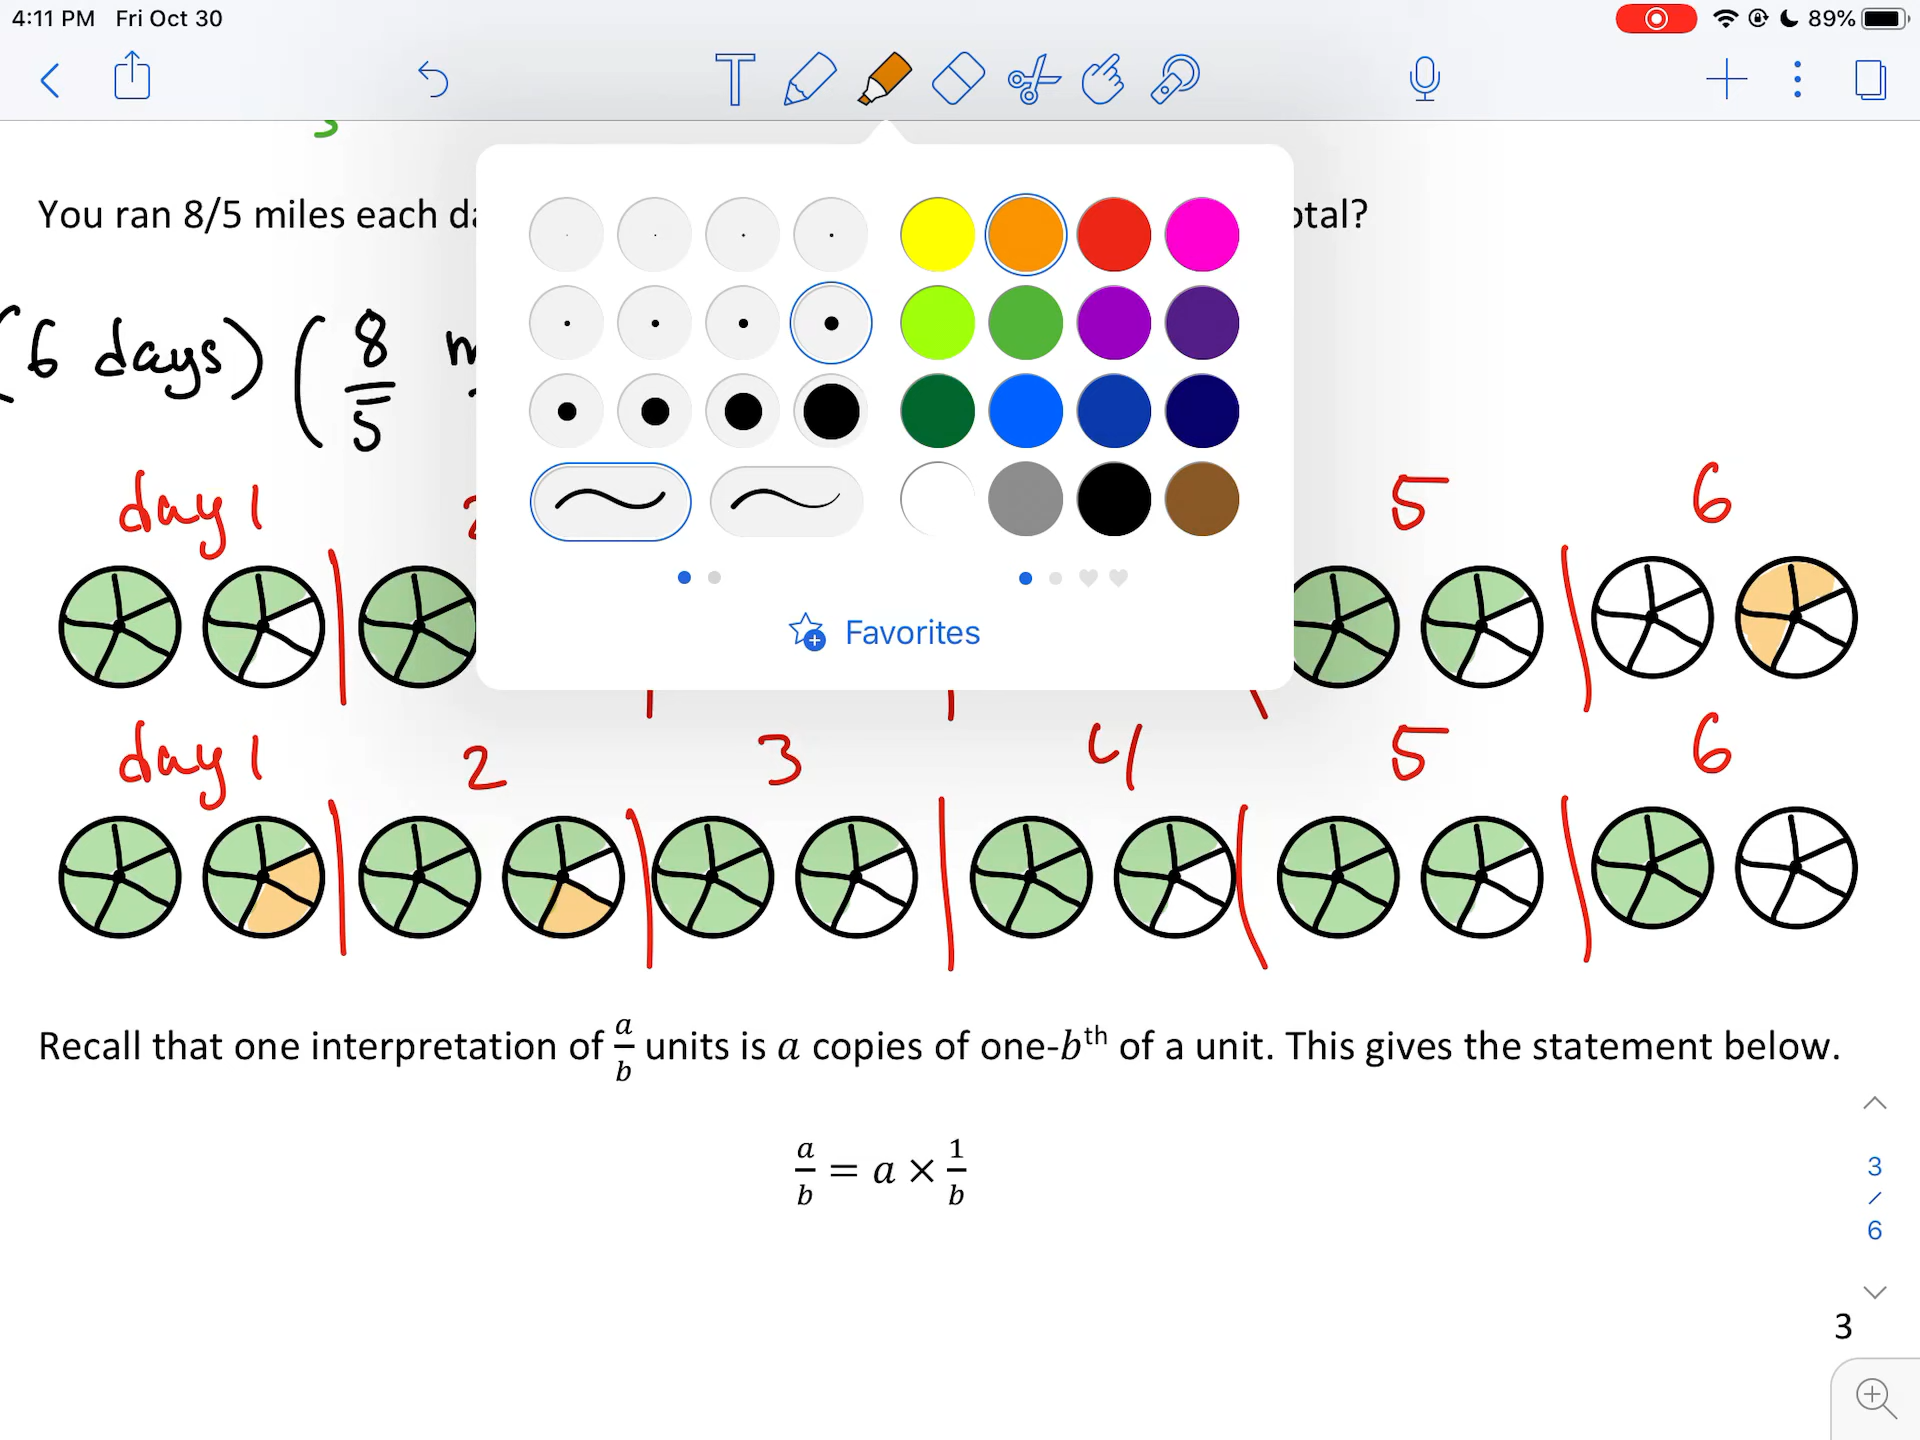 4:11 PM Fri Oct 30 89%
You ran 8/5 miles each da otal?
(6 days) (8/5 m
day 1 2 5 6
Favorites
day 1 2 3 4 5 6
Recall that one interpretation of a/b units is a copies of one-bᵗʰ of a unit. This gives the statement below.
a/b = a × 1/b
3
/
6
3